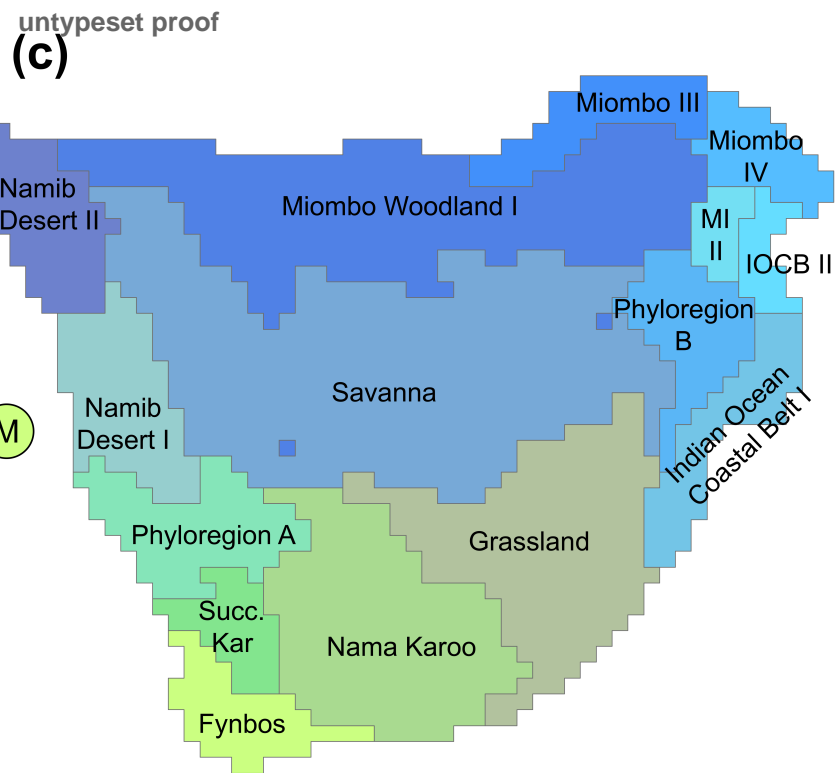 untypeset proof
(c)
Miombo III
Miombo
IV
Namib
Desert II
Miombo Woodland I
MI
II
IOCB II
Phyloregion
B
Savanna
Namib
Desert I
M
Indian Ocean
Coastal Belt I
Phyloregion A
Grassland
Succ.
Kar
Nama Karoo
Fynbos